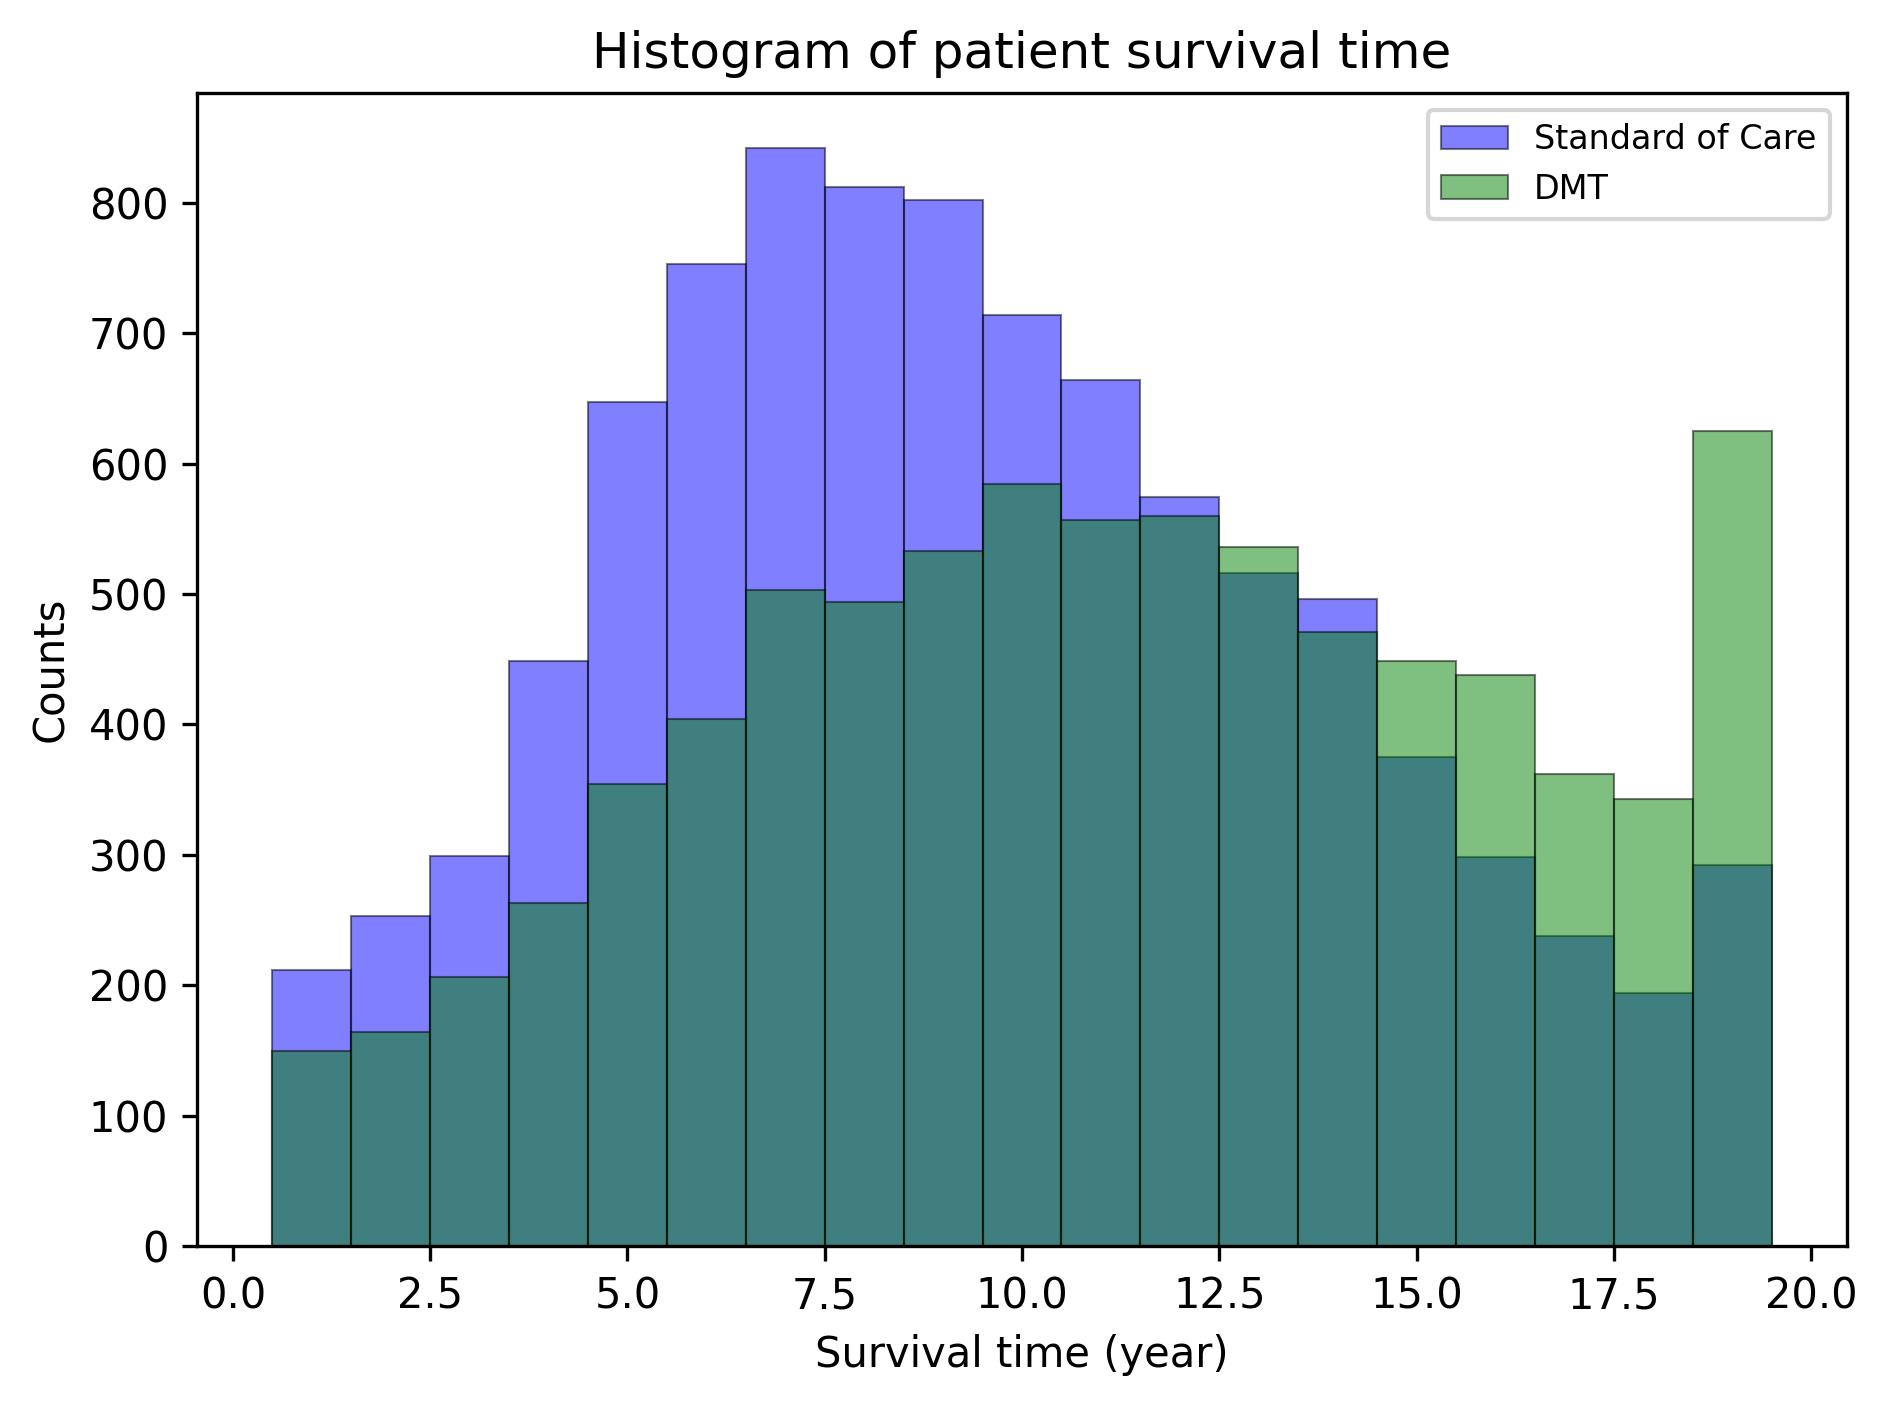 Histogram of patient survival time
Standard of Care
DMT
800
700
600
500
400
300
200
100
0
Counts
0.0 2.5 5.0 7.5 10.0 12.5 15.0 17.5 20.0
Survival time (year)